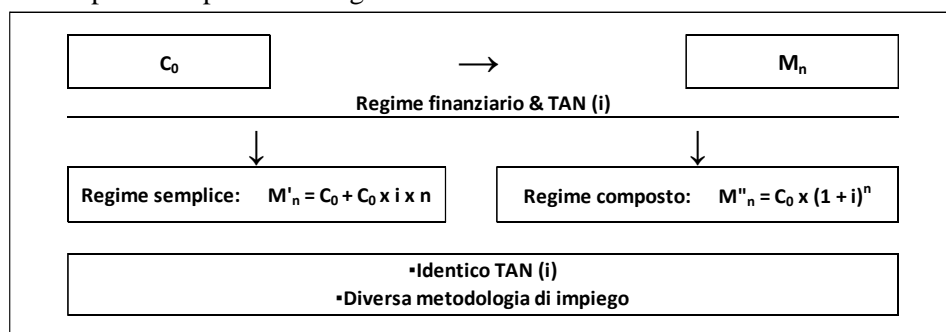 C₀ → Mₙ
Regime finanziario & TAN (i)
↓ ↓
Regime semplice: M'ₙ = C₀ + C₀ x i x n Regime composto: M"ₙ = C₀ x (1 + i)ⁿ
▪Identico TAN (i)
▪Diversa metodologia di impiego